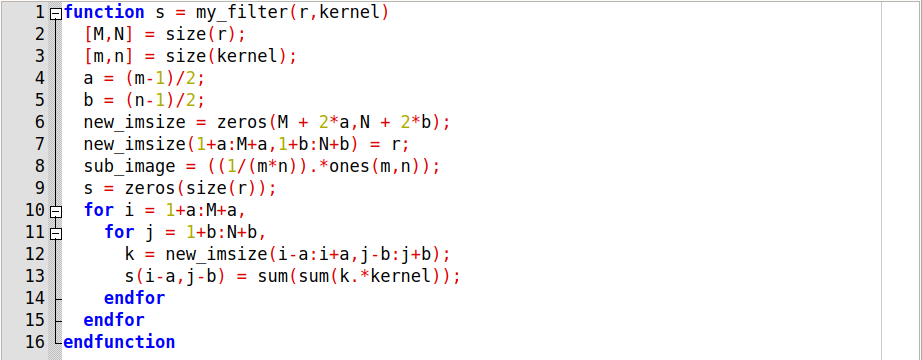 1 function s = my_filter(r,kernel)
2 [M,N] = size(r);
3 [m,n] = size(kernel);
4 a = (m-1)/2;
5 b = (n-1)/2;
6 new_imsize = zeros(M + 2*a,N + 2*b);
7 new_imsize(1+a:M+a,1+b:N+b) = r;
8 sub_image = ((1/(m*n)).*ones(m,n));
9 s = zeros(size(r));
10 for i = 1+a:M+a,
11 for j = 1+b:N+b,
12 k = new_imsize(i-a:i+a,j-b:j+b);
13 s(i-a,j-b) = sum(sum(k.*kernel));
14 endfor
15 endfor
16 endfunction